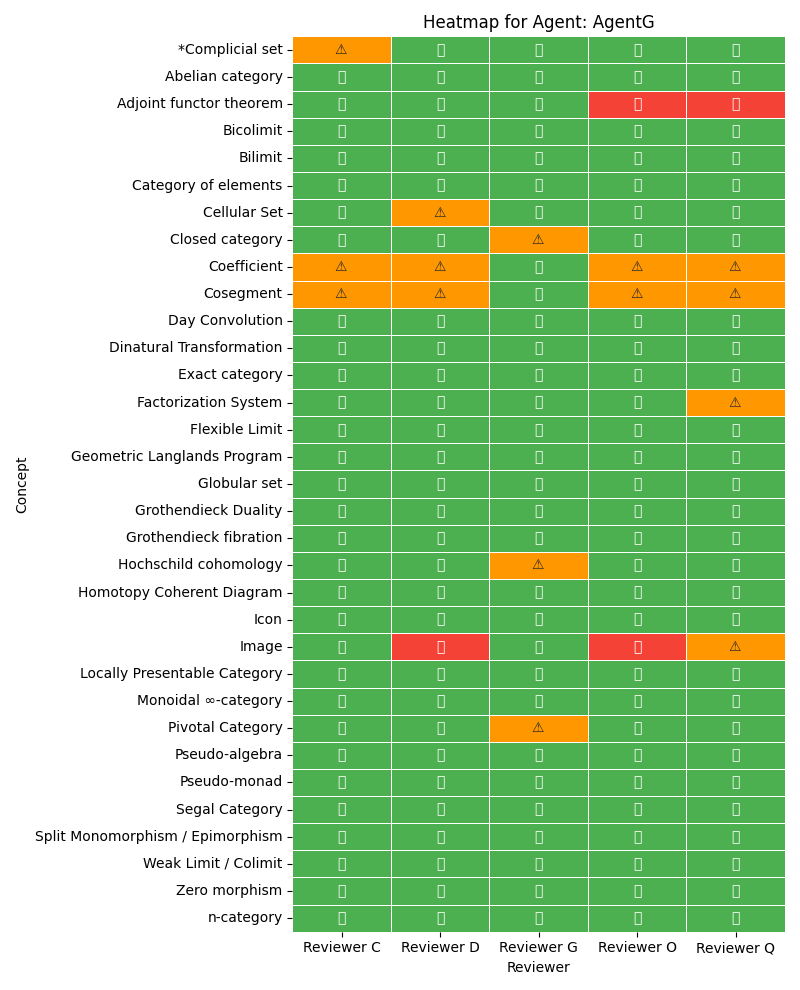 Heatmap for Agent: AgentG
Concept
*Complicial set ⚠
Abelian category
Adjoint functor theorem
Bicolimit
Bilimit
Category of elements
Cellular Set ⚠
Closed category ⚠
Coefficient ⚠ ⚠ ⚠ ⚠
Cosegment ⚠ ⚠ ⚠ ⚠
Day Convolution
Dinatural Transformation
Exact category
Factorization System ⚠
Flexible Limit
Geometric Langlands Program
Globular set
Grothendieck Duality
Grothendieck fibration
Hochschild cohomology ⚠
Homotopy Coherent Diagram
Icon
Image ⚠
Locally Presentable Category
Monoidal ∞-category
Pivotal Category ⚠
Pseudo-algebra
Pseudo-monad
Segal Category
Split Monomorphism / Epimorphism
Weak Limit / Colimit
Zero morphism
n-category
Reviewer C Reviewer D Reviewer G Reviewer O Reviewer Q
Reviewer